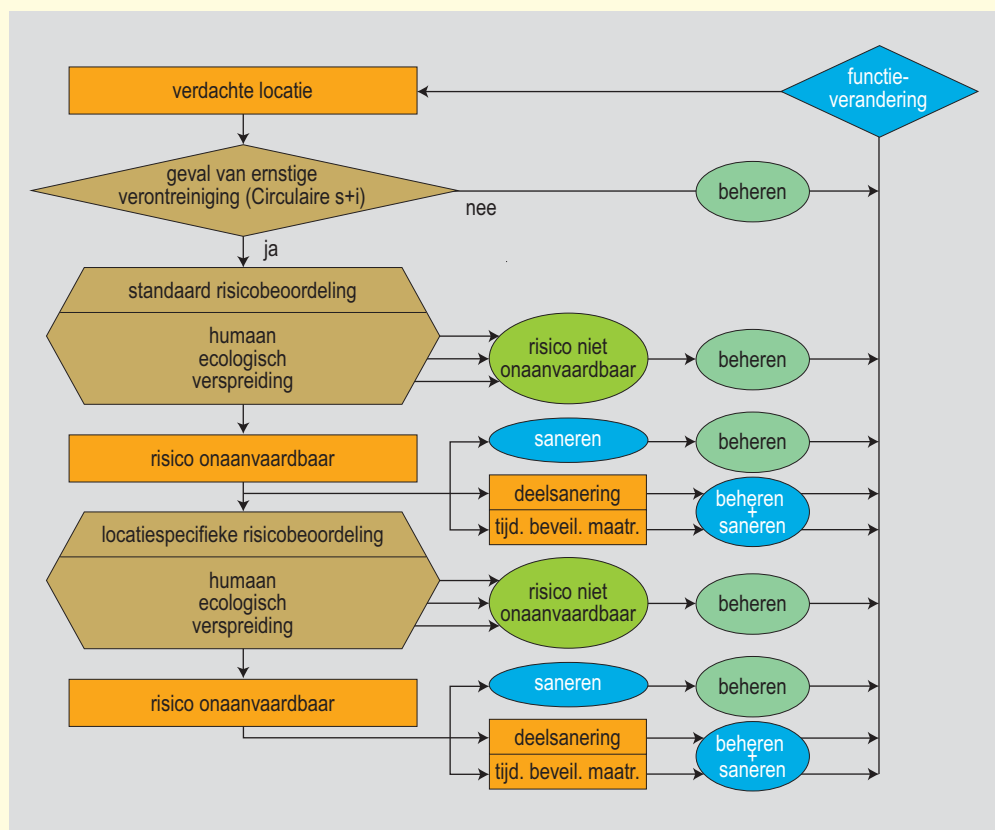 verdachte locatie
functie-
verandering
geval van ernstige
verontreiniging (Circulaire s+i)
nee
beheren
ja
standaard risicobeoordeling
humaan
ecologisch
verspreiding
risico niet
onaanvaardbaar
beheren
risico onaanvaardbaar
saneren
beheren
deelsanering
tijd. beveil. maatr.
beheren
+
saneren
locatiespecifieke risicobeoordeling
humaan
ecologisch
verspreiding
risico niet
onaanvaardbaar
beheren
risico onaanvaardbaar
saneren
beheren
deelsanering
tijd. beveil. maatr.
beheren
+
saneren